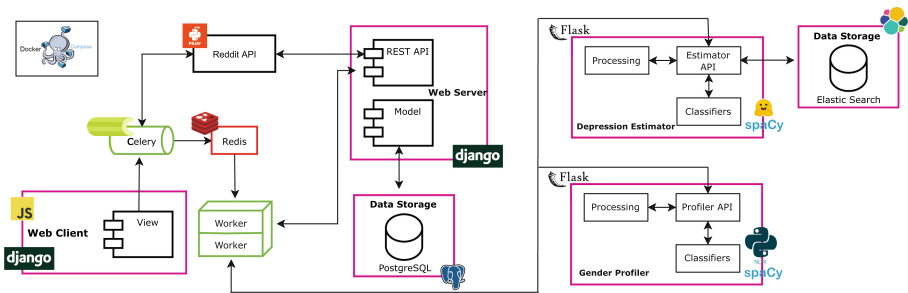 Docker
Compose
PRAW
Reddit API
Celery
Redis
Worker
Worker
JS
Web Client
View
django
REST API
Web Server
Model
django
Data Storage
PostgreSQL
Flask
Processing
Estimator
API
Classifiers
Depression Estimator
spaCy
Data Storage
Elastic Search
Flask
Processing
Profiler API
Classifiers
Gender Profiler
NLTK
spaCy